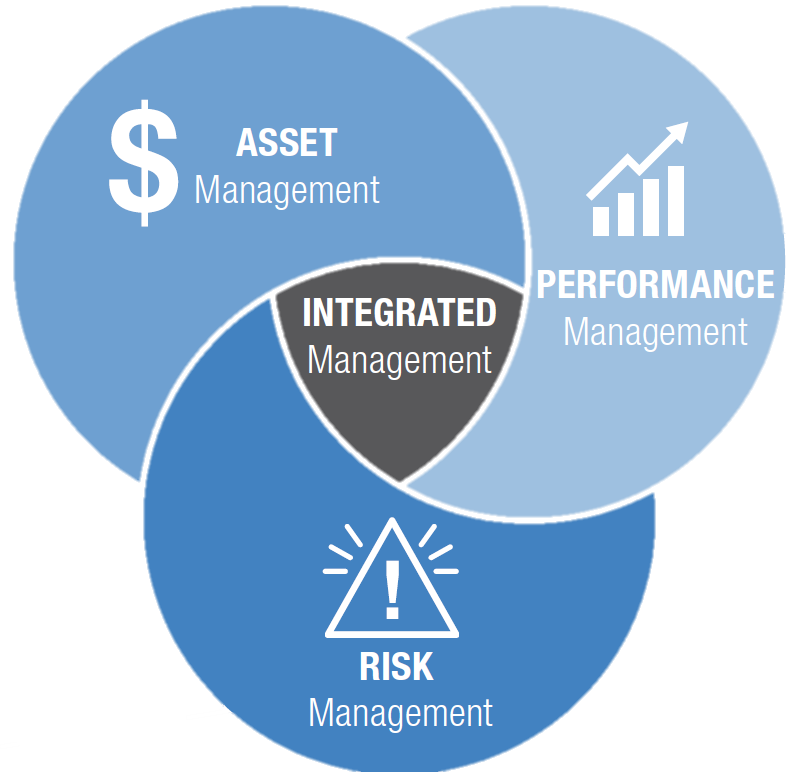 $
ASSET
Management
PERFORMANCE
Management
INTEGRATED
Management
!
RISK
Management